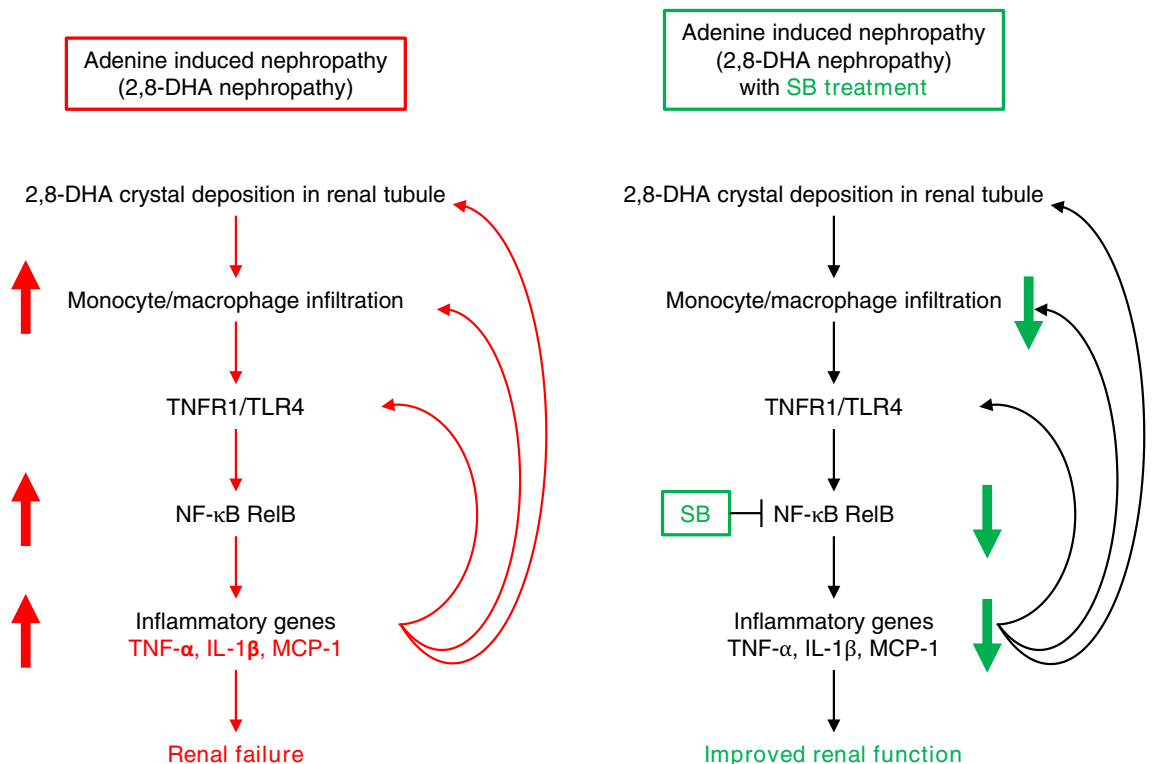 Adenine induced nephropathy
(2,8-DHA nephropathy)
2,8-DHA crystal deposition in renal tubule
Monocyte/macrophage infiltration
TNFR1/TLR4
NF-κB RelB
Inflammatory genes
TNF-α, IL-1β, MCP-1
Renal failure
Adenine induced nephropathy
(2,8-DHA nephropathy)
with SB treatment
2,8-DHA crystal deposition in renal tubule
Monocyte/macrophage infiltration
TNFR1/TLR4
SB
NF-κB RelB
Inflammatory genes
TNF-α, IL-1β, MCP-1
Improved renal function